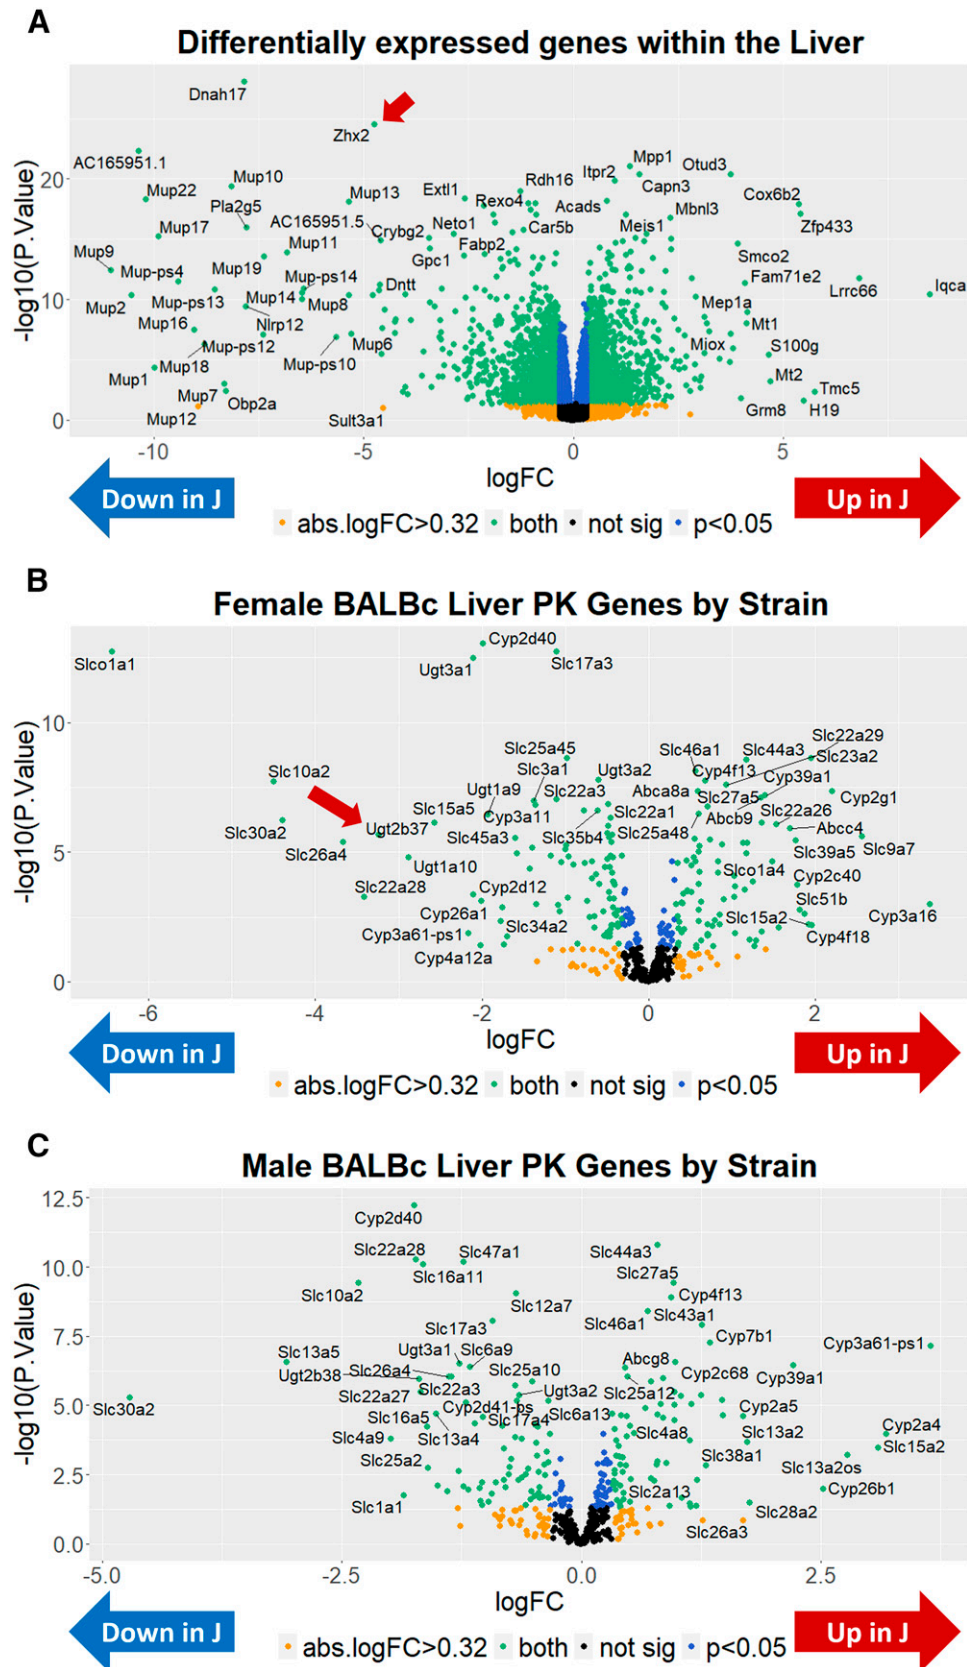 A
Differentially expressed genes within the Liver
Dnah17
Zhx2
AC165951.1
Mup22
Mup10
Mup13
Extl1
Rdh16
Itpr2
Mpp1
Capn3
Otud3
Cox6b2
Pla2g5
Rexo4
Acads
Mbnl3
Zfp433
Mup17
AC165951.5
Neto1
Car5b
Meis1
Mup9
Mup11
Crybg2
Fabp2
Smco2
Mup-ps4
Mup19
Mup-ps14
Gpc1
Fam71e2
Lrrc66
Iqca
Mup2
Mup-ps13
Mup14
Mup8
Dntt
Mep1a
Mt1
Mup16
Nlrp12
Mup6
Miox
S100g
Mup-ps12
Mup-ps10
Mup18
Mup1
Mup7
Obp2a
Mt2
Tmc5
Mup12
Sult3a1
Grm8
H19
-log10(P.Value)
20
10
0
-10
-5
0
5
logFC
Down in J
Up in J
abs.logFC>0.32 both not sig p<0.05
B
Female BALBc Liver PK Genes by Strain
Slco1a1
Cyp2d40
Ugt3a1
Slc17a3
Slc22a29
Slc25a45
Slc46a1
Slc44a3
Slc23a2
Slc10a2
Slc3a1
Ugt3a2
Cyp4f13
Cyp39a1
Ugt1a9
Slc22a3
Abca8a
Slc27a5
Cyp2g1
Slc15a5
Cyp3a11
Slc22a1
Abcb9
Slc22a26
Slc30a2
Ugt2b37
Slc45a3
Slc35b4
Slc25a48
Abcc4
Slc26a4
Slc39a5
Slc9a7
Ugt1a10
Slco1a4
Cyp2c40
Slc22a28
Cyp2d12
Slc51b
Cyp26a1
Slc34a2
Slc15a2
Cyp3a16
Cyp3a61-ps1
Cyp4f18
Cyp4a12a
-log10(P.Value)
10
5
0
-6
-4
-2
0
2
logFC
Down in J
Up in J
abs.logFC>0.32 both not sig p<0.05
C
Male BALBc Liver PK Genes by Strain
Cyp2d40
Slc22a28
Slc47a1
Slc44a3
Slc16a11
Slc27a5
Slc10a2
Slc12a7
Cyp4f13
Slc17a3
Slc46a1
Slc43a1
Slc13a5
Ugt3a1
Slc6a9
Cyp7b1
Cyp3a61-ps1
Ugt2b38
Slc26a4
Slc25a10
Abcg8
Cyp2c68
Cyp39a1
Slc22a27
Slc22a3
Ugt3a2
Slc25a12
Slc30a2
Cyp2d41-ps
Cyp2a5
Slc16a5
Slc17a4
Slc6a13
Slc4a9
Slc13a4
Slc4a8
Slc13a2
Cyp2a4
Slc25a2
Slc38a1
Slc15a2
Slc13a2os
Slc1a1
Slc2a13
Cyp26b1
Slc28a2
Slc26a3
-log10(P.Value)
12.5
10.0
7.5
5.0
2.5
0.0
-5.0
-2.5
0.0
2.5
logFC
Down in J
Up in J
abs.logFC>0.32 both not sig p<0.05